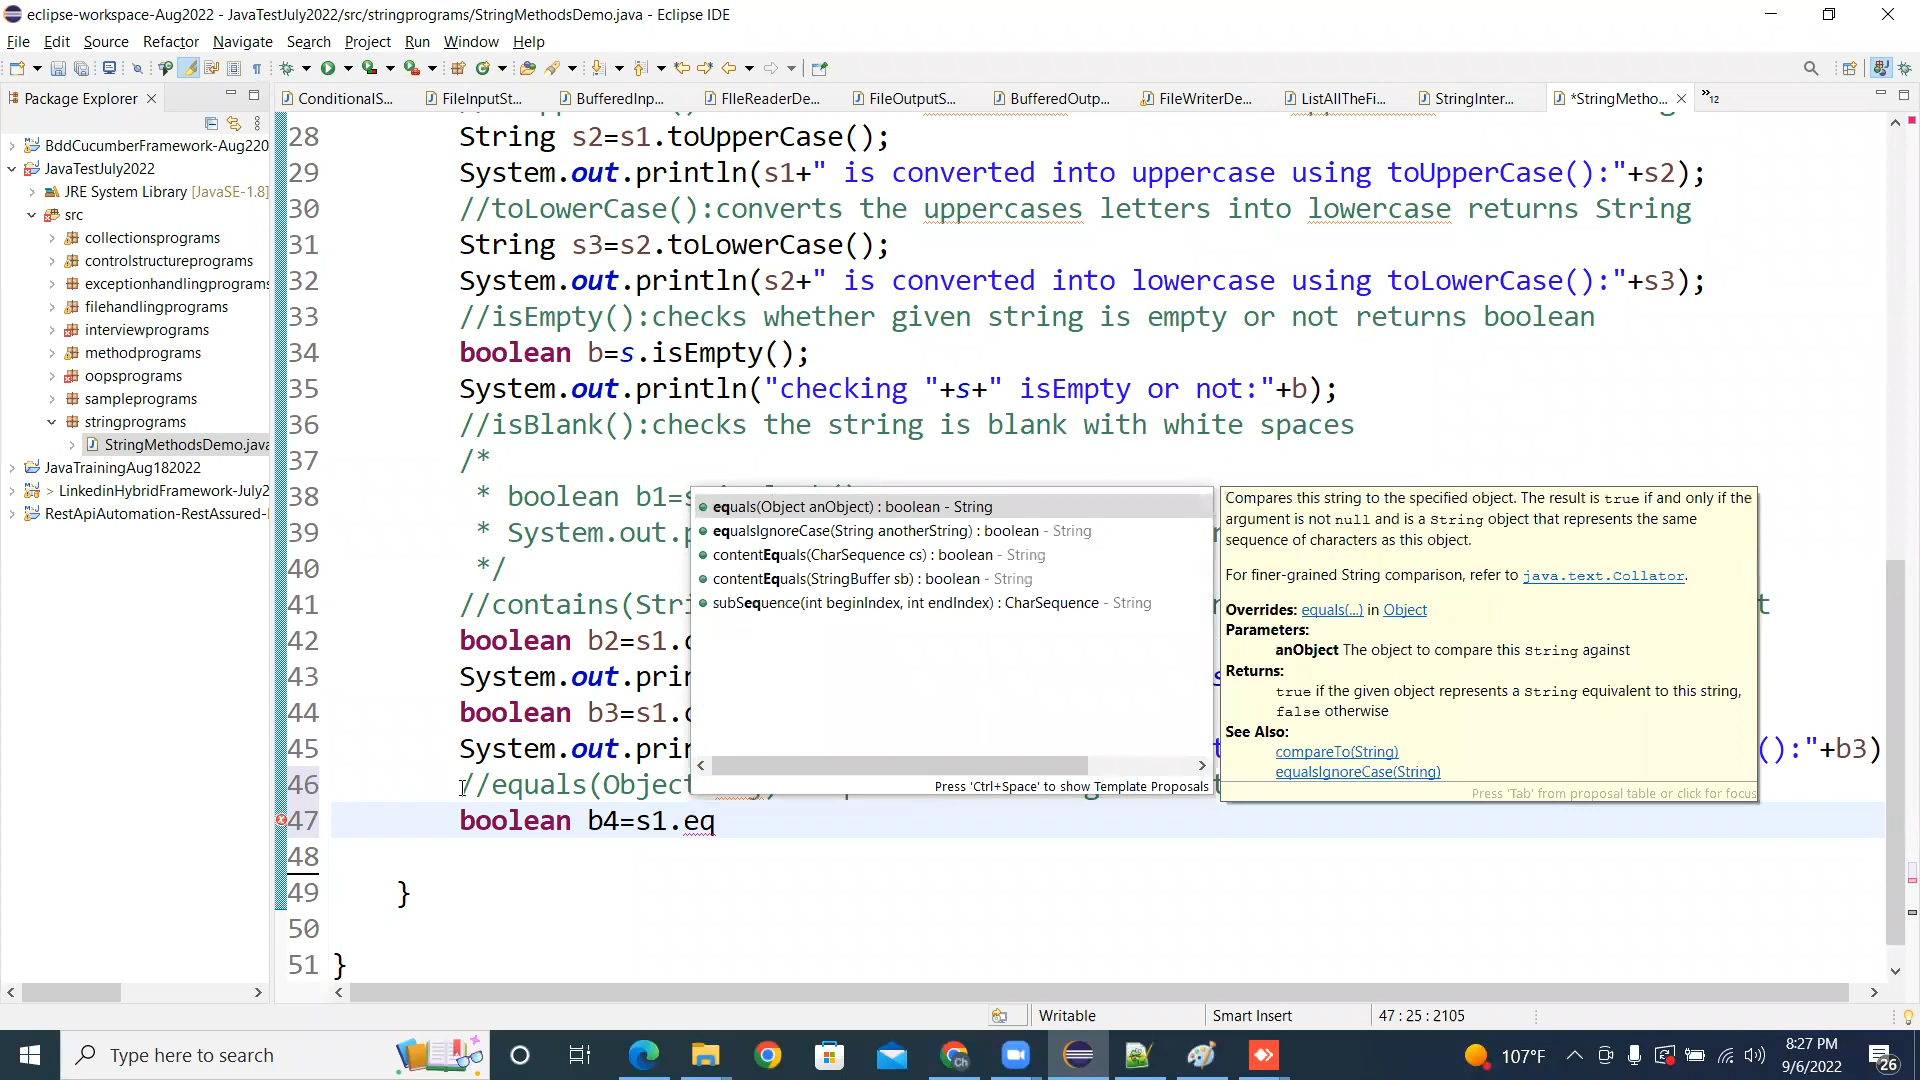 eclipse-workspace-Aug2022 - JavaTestJuly2022/src/stringprograms/StringMethodsDemo.java - Eclipse IDE
File Edit Source Refactor Navigate Search Project Run Window Help
Package Explorer
ConditionalS... FileInputSt... BufferedInp... FIleReaderDe... FileOutputS... BufferedOutp... FileWriterDe... ListAllTheFi... StringInter... *StringMetho... »12
BddCucumberFramework-Aug220
JavaTestJuly2022
JRE System Library [JavaSE-1.8]
src
collectionsprograms
controlstructureprograms
exceptionhandlingprograms
filehandlingprograms
interviewprograms
methodprograms
oopsprograms
sampleprograms
stringprograms
StringMethodsDemo.java
JavaTrainingAug182022
> LinkedinHybridFramework-July2
RestApiAutomation-RestAssured-
28 String s2=s1.toUpperCase();
29 System.out.println(s1+" is converted into uppercase using toUpperCase():"+s2);
30 //toLowerCase():converts the uppercases letters into lowercase returns String
31 String s3=s2.toLowerCase();
32 System.out.println(s2+" is converted into lowercase using toLowerCase():"+s3);
33 //isEmpty():checks whether given string is empty or not returns boolean
34 boolean b=s.isEmpty();
35 System.out.println("checking "+s+" isEmpty or not:"+b);
36 //isBlank():checks the string is blank with white spaces
37 /*
38 * boolean b1=s
39 * System.out.p
40 */
41 //contains(Stri t
42 boolean b2=s1.c
43 System.out.prin s
44 boolean b3=s1.c
45 System.out.prin ():"+b3)
46 //equals(Object
47 boolean b4=s1.eq
48
49 }
50
51 }
equals(Object anObject) : boolean - String
equalsIgnoreCase(String anotherString) : boolean - String
contentEquals(CharSequence cs) : boolean - String
contentEquals(StringBuffer sb) : boolean - String
subSequence(int beginIndex, int endIndex) : CharSequence - String
Press 'Ctrl+Space' to show Template Proposals
Compares this string to the specified object. The result is true if and only if the
argument is not null and is a String object that represents the same
sequence of characters as this object.
For finer-grained String comparison, refer to java.text.Collator.
Overrides: equals(...) in Object
Parameters:
anObject The object to compare this String against
Returns:
true if the given object represents a String equivalent to this string,
false otherwise
See Also:
compareTo(String)
equalsIgnoreCase(String)
Press 'Tab' from proposal table or click for focus
Writable Smart Insert 47 : 25 : 2105
Type here to search
107°F
8:27 PM
9/6/2022
26